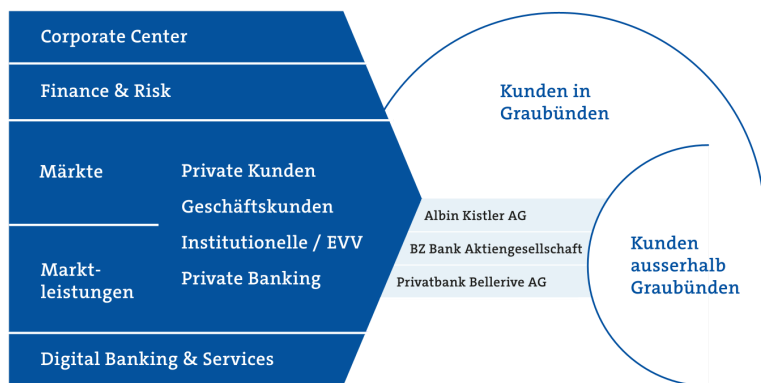 Corporate Center
Finance & Risk
Märkte
Markt-
leistungen
Private Kunden
Geschäftskunden
Institutionelle / EVV
Private Banking
Digital Banking & Services
Albin Kistler AG
BZ Bank Aktiengesellschaft
Privatbank Bellerive AG
Kunden in
Graubünden
Kunden
ausserhalb
Graubünden